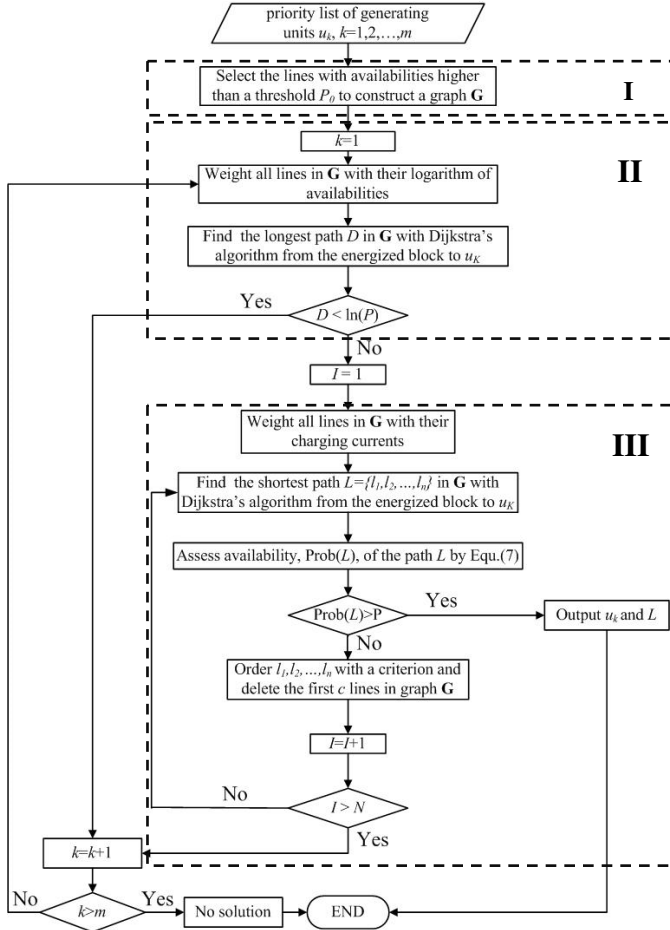 priority list of generating
units u_k, k=1,2,…,m
Select the lines with availabilities higher
than a threshold P_0 to construct a graph G
I
k=1
II
Weight all lines in G with their logarithm of
availabilities
Find the longest path D in G with Dijkstra's
algorithm from the energized block to u_K
Yes
D < ln(P)
No
I = 1
Weight all lines in G with their
charging currents
III
Find the shortest path L={l_1,l_2,…,l_n} in G with
Dijkstra's algorithm from the energized block to u_K
Assess availability, Prob(L), of the path L by Equ.(7)
Prob(L)>P
Yes
Output u_k and L
No
Order l_1,l_2,…,l_n with a criterion and
delete the first c lines in graph G
I=I+1
No
I > N
Yes
k=k+1
No
k>m
Yes
No solution
END